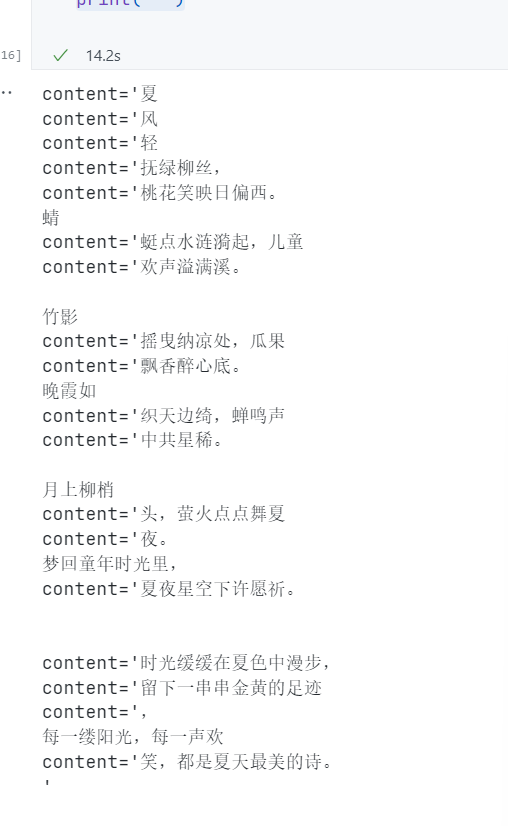 16]
14.2s
content='夏
content='风
content='轻
content='抚绿柳丝，
content='桃花笑映日偏西。
蜻
content='蜓点水涟漪起，儿童
content='欢声溢满溪。
竹影
content='摇曳纳凉处，瓜果
content='飘香醉心底。
晚霞如
content='织天边绮，蝉鸣声
content='中共星稀。
月上柳梢
content='头，萤火点点舞夏
content='夜。
梦回童年时光里，
content='夏夜星空下许愿祈。
content='时光缓缓在夏色中漫步，
content='留下一串串金黄的足迹
content='，
每一缕阳光，每一声欢
content='笑，都是夏天最美的诗。
'